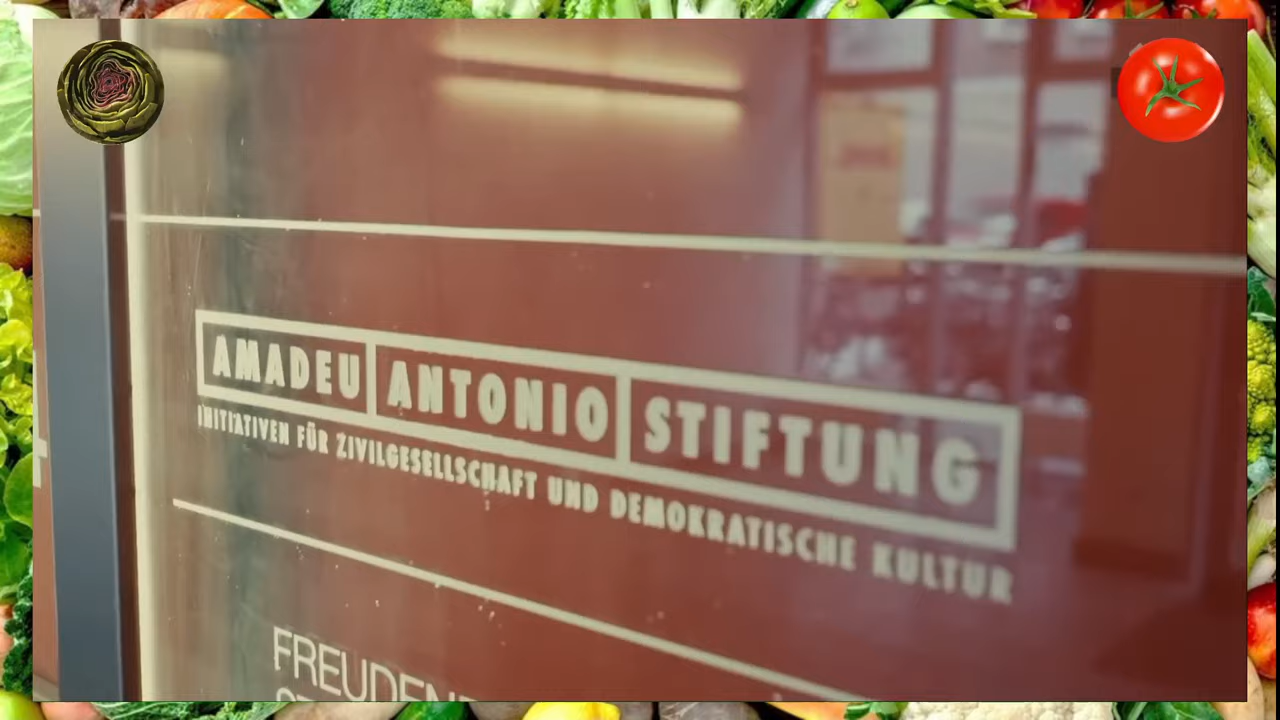 AMADEU ANTONIO STIFTUNG
INITIATIVEN FÜR ZIVILGESELLSCHAFT UND DEMOKRATISCHE KULTUR